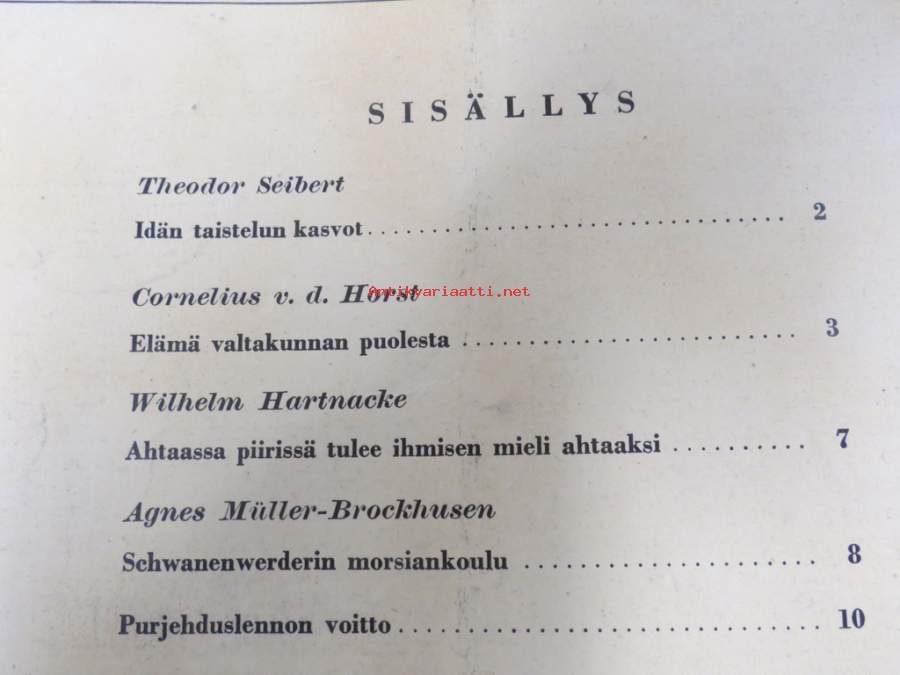 SISÄLLYS
Theodor Seibert
Idän taistelun kasvot . . . . . . . . . . . . . . . . . . . . . . . . . . . . . . . . 2
Cornelius v. d. Horst
Antikvariaatti.net
Elämä valtakunnan puolesta . . . . . . . . . . . . . . . . . . . . . . . . . 3
Wilhelm Hartnacke
Ahtaassa piirissä tulee ihmisen mieli ahtaaksi . . . . . . . . . . 7
Agnes Müller-Brockhusen
Schwanenwerderin morsiankoulu . . . . . . . . . . . . . . . . . . . . . . 8
Purjehduslennon voitto . . . . . . . . . . . . . . . . . . . . . . . . . . . . . . . . 10